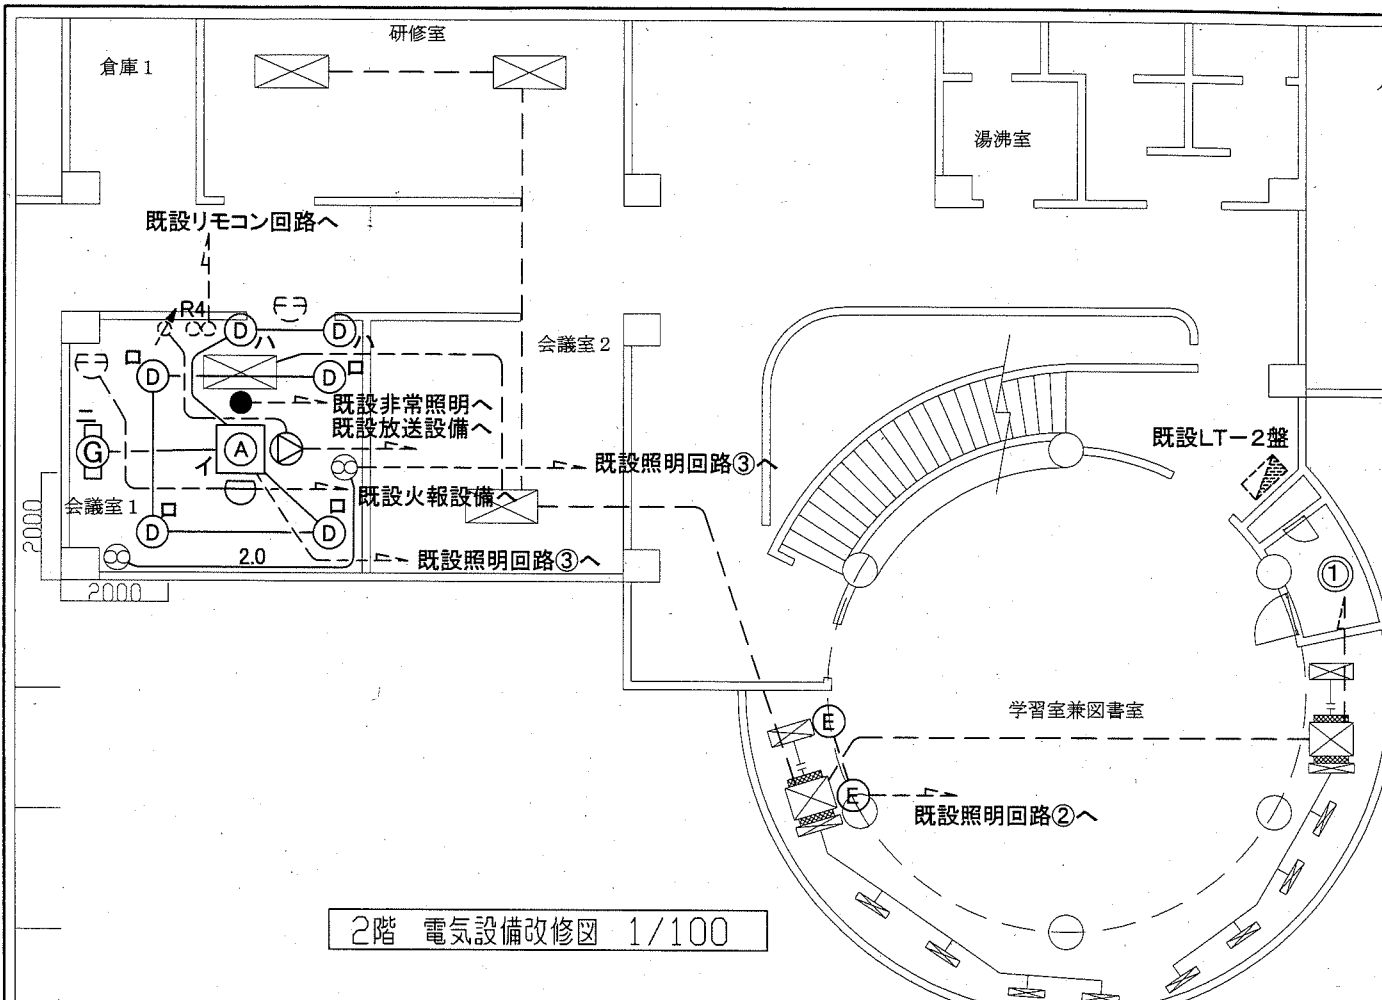 研修室
倉庫1
湯沸室
既設リモコン回路へ
R4
D
D
ハ
ハ
会議室2
ロ
D
D
ロ
既設非常照明へ
既設放送設備へ
ニ
G
A
イ
既設LT-2盤
既設照明回路③へ
既設火報設備へ
会議室1
ロ
D
D
ロ
2000
2.0
既設照明回路③へ
2000
①
学習室兼図書室
E
E
既設照明回路②へ
2階 電気設備改修図 1/100